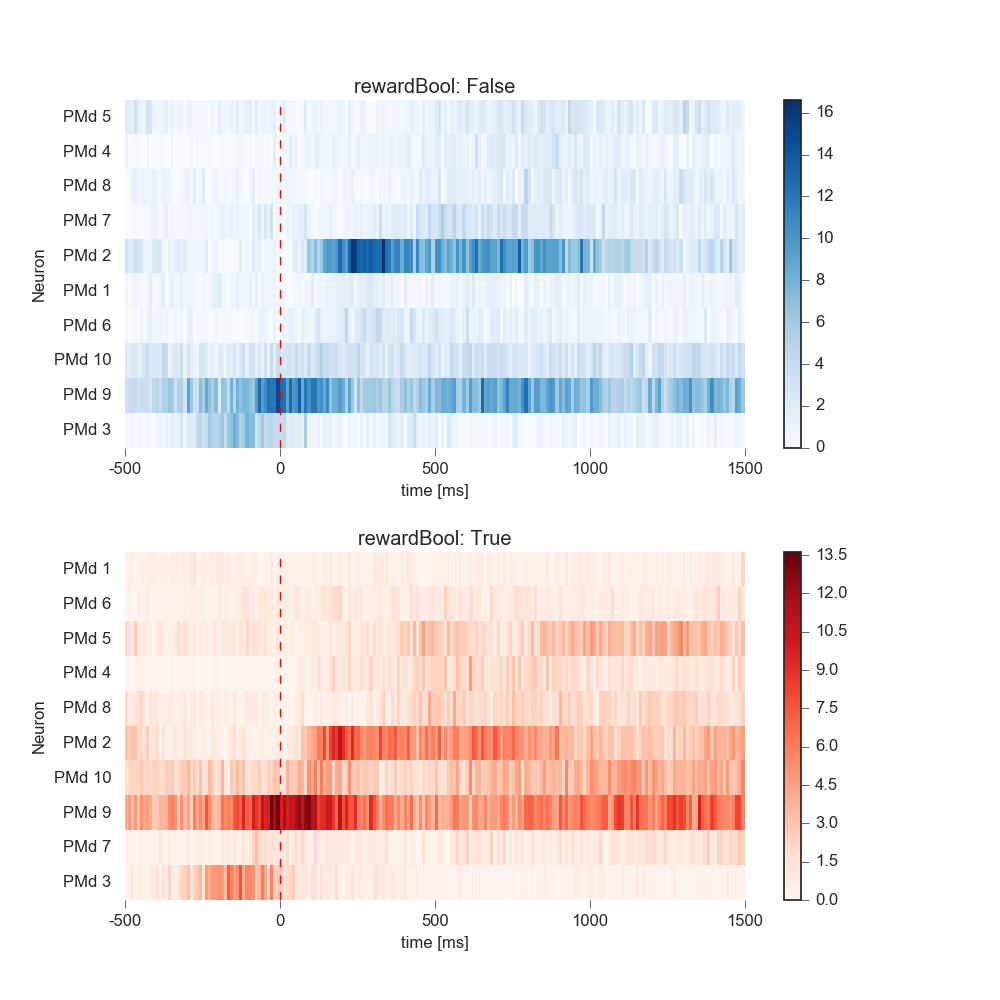 rewardBool: False
Neuron
PMd 5
PMd 4
PMd 8
PMd 7
PMd 2
PMd 1
PMd 6
PMd 10
PMd 9
PMd 3
-500 0 500 1000 1500
time [ms]
16
14
12
10
8
6
4
2
0
rewardBool: True
Neuron
PMd 1
PMd 6
PMd 5
PMd 4
PMd 8
PMd 2
PMd 10
PMd 9
PMd 7
PMd 3
-500 0 500 1000 1500
time [ms]
13.5
12.0
10.5
9.0
7.5
6.0
4.5
3.0
1.5
0.0